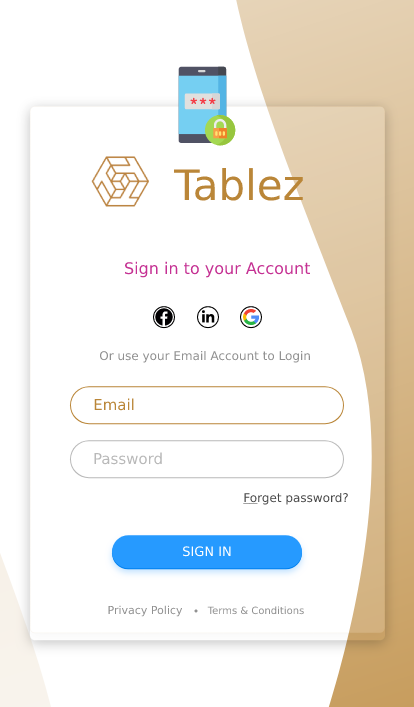 ***
Tablez
Sign in to your Account
Or use your Email Account to Login
Email
Password
Forget password?
SIGN IN
Privacy Policy • Terms & Conditions